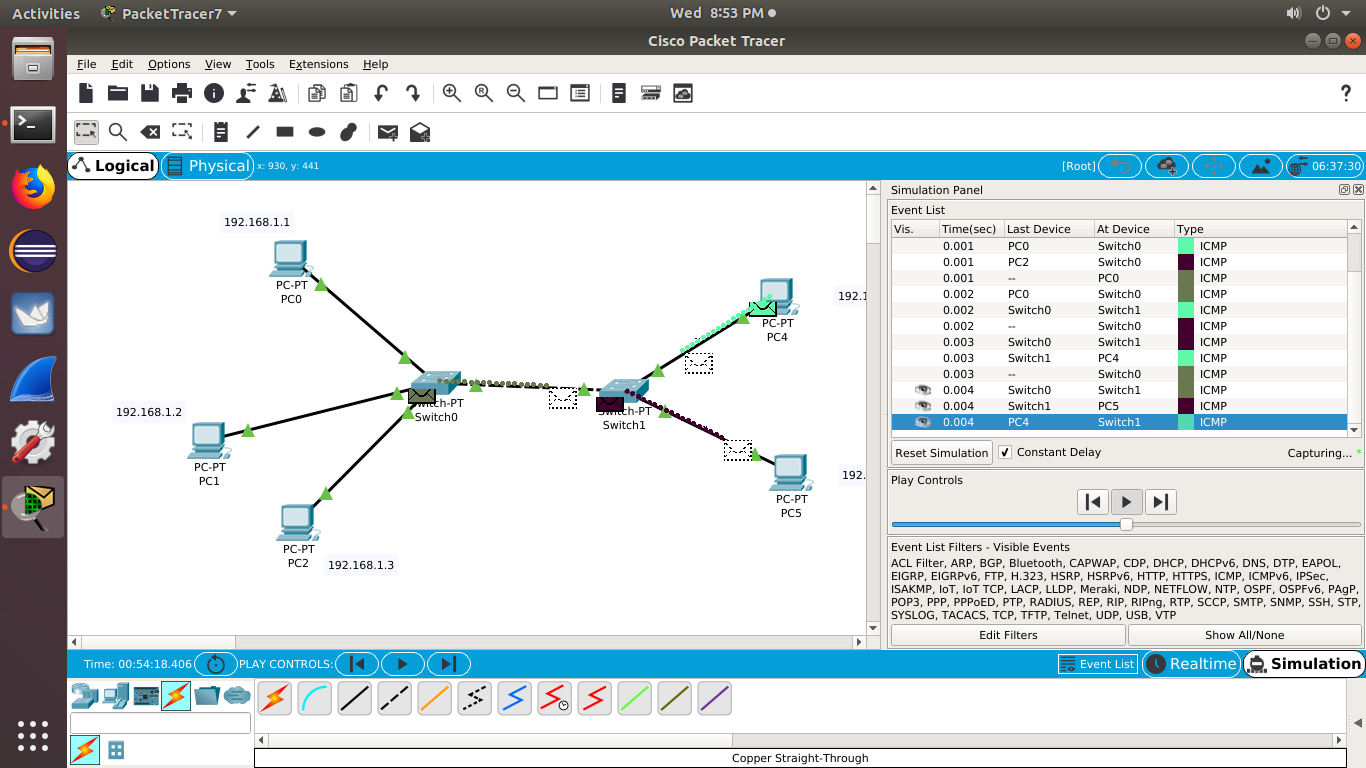 Activities PacketTracer7 Wed 8:53 PM
Cisco Packet Tracer
File Edit Options View Tools Extensions Help
Logical Physical x: 930, y: 441 [Root] 06:37:30
192.168.1.1
PC-PT
PC0
192.168.1.2
PC-PT
PC1
PC-PT
PC2
192.168.1.3
Switch-PT
Switch0
Switch-PT
Switch1
192.1
PC-PT
PC4
192.
PC-PT
PC5
Simulation Panel
Event List
Vis. Time(sec) Last Device At Device Type
0.001 PC0 Switch0 ICMP
0.001 PC2 Switch0 ICMP
0.001 -- PC0 ICMP
0.002 PC0 Switch0 ICMP
0.002 Switch0 Switch1 ICMP
0.002 -- Switch0 ICMP
0.003 Switch0 Switch1 ICMP
0.003 Switch1 PC4 ICMP
0.003 -- Switch0 ICMP
0.004 Switch0 Switch1 ICMP
0.004 Switch1 PC5 ICMP
0.004 PC4 Switch1 ICMP
Reset Simulation Constant Delay Capturing... *
Play Controls
Event List Filters - Visible Events
ACL Filter, ARP, BGP, Bluetooth, CAPWAP, CDP, DHCP, DHCPv6, DNS, DTP, EAPOL,
EIGRP, EIGRPv6, FTP, H.323, HSRP, HSRPv6, HTTP, HTTPS, ICMP, ICMPv6, IPSec,
ISAKMP, IoT, IoT TCP, LACP, LLDP, Meraki, NDP, NETFLOW, NTP, OSPF, OSPFv6, PAgP,
POP3, PPP, PPPoED, PTP, RADIUS, REP, RIP, RIPng, RTP, SCCP, SMTP, SNMP, SSH, STP,
SYSLOG, TACACS, TCP, TFTP, Telnet, UDP, USB, VTP
Edit Filters Show All/None
Time: 00:54:18.406 PLAY CONTROLS: Event List Realtime Simulation
Copper Straight-Through